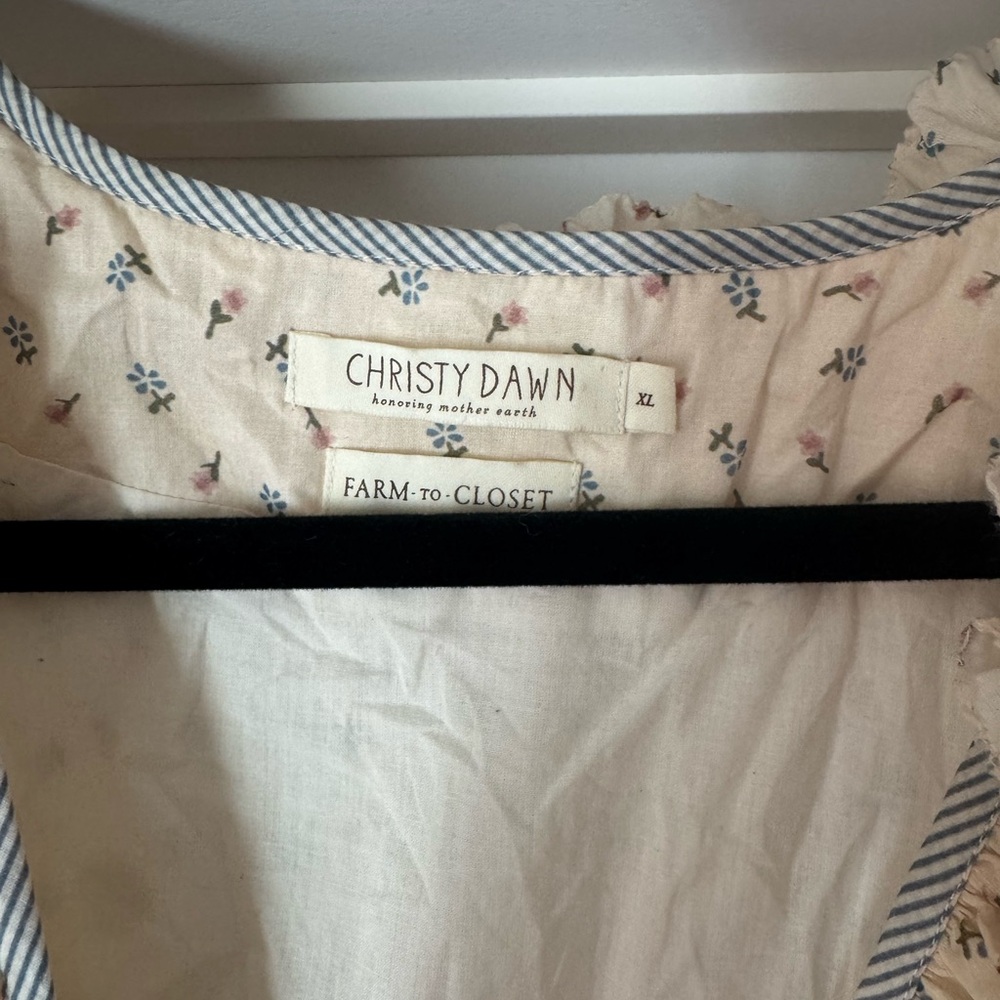 CHRISTY DAWN
honoring mother earth
XL
FARM-TO-CLOSET